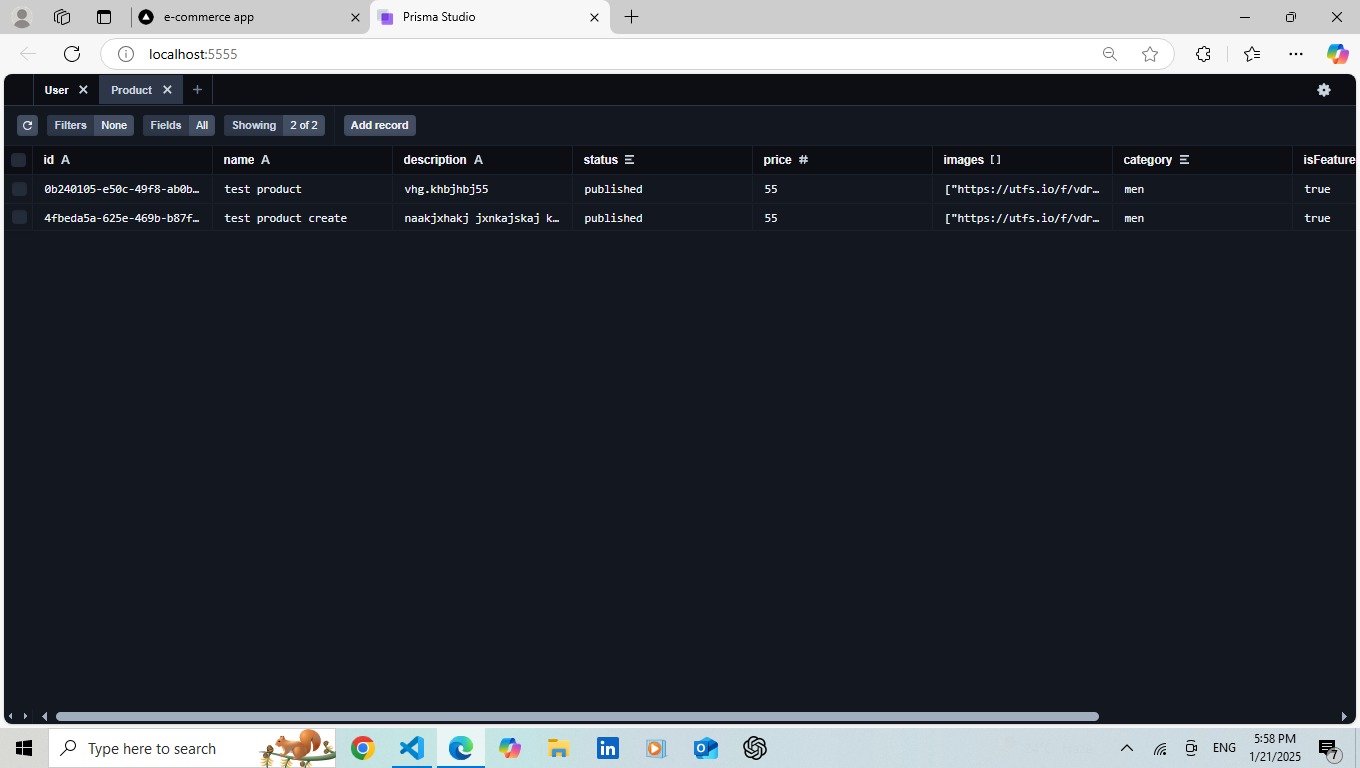 e-commerce app
Prisma Studio
localhost:5555
User
Product
Filters None
Fields All
Showing 2 of 2
Add record
id A name A description A status price # images [] category isFeature
0b240105-e50c-49f8-ab0b… test product vhg.khbjhbj55 published 55 ["https://utfs.io/f/vdr… men true
4fbeda5a-625e-469b-b87f… test product create naakjxhakj jxnkajskaj k… published 55 ["https://utfs.io/f/vdr… men true
Type here to search
ENG
5:58 PM
1/21/2025
7